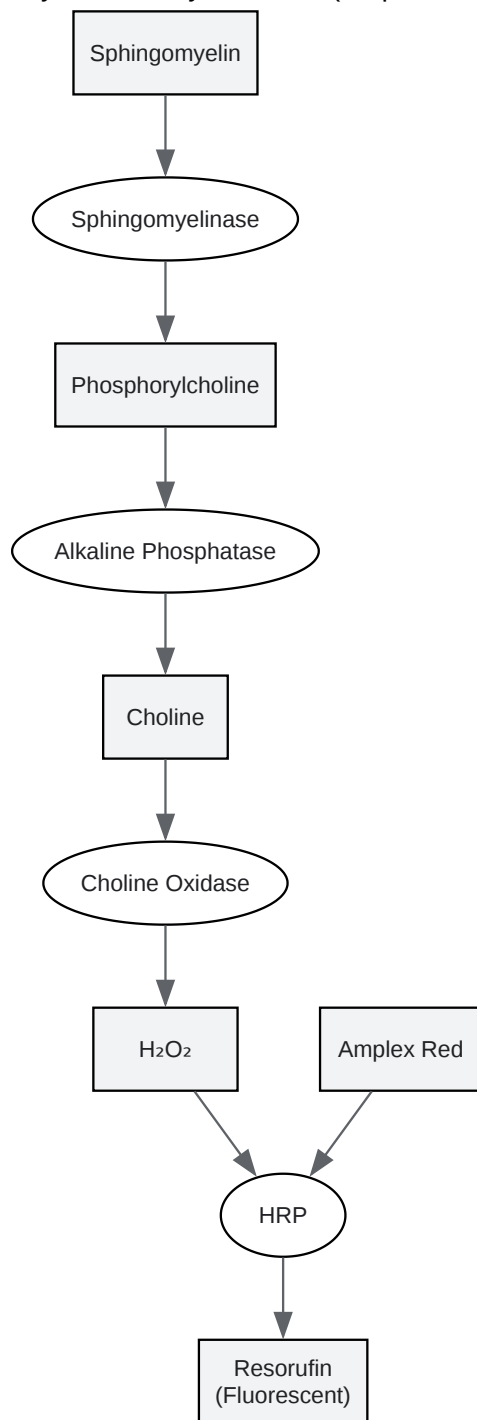 Sphingomyelin
Sphingomyelinase
Phosphorylcholine
Alkaline Phosphatase
Choline
Choline Oxidase
H₂O₂
Amplex Red
HRP
Resorufin
(Fluorescent)